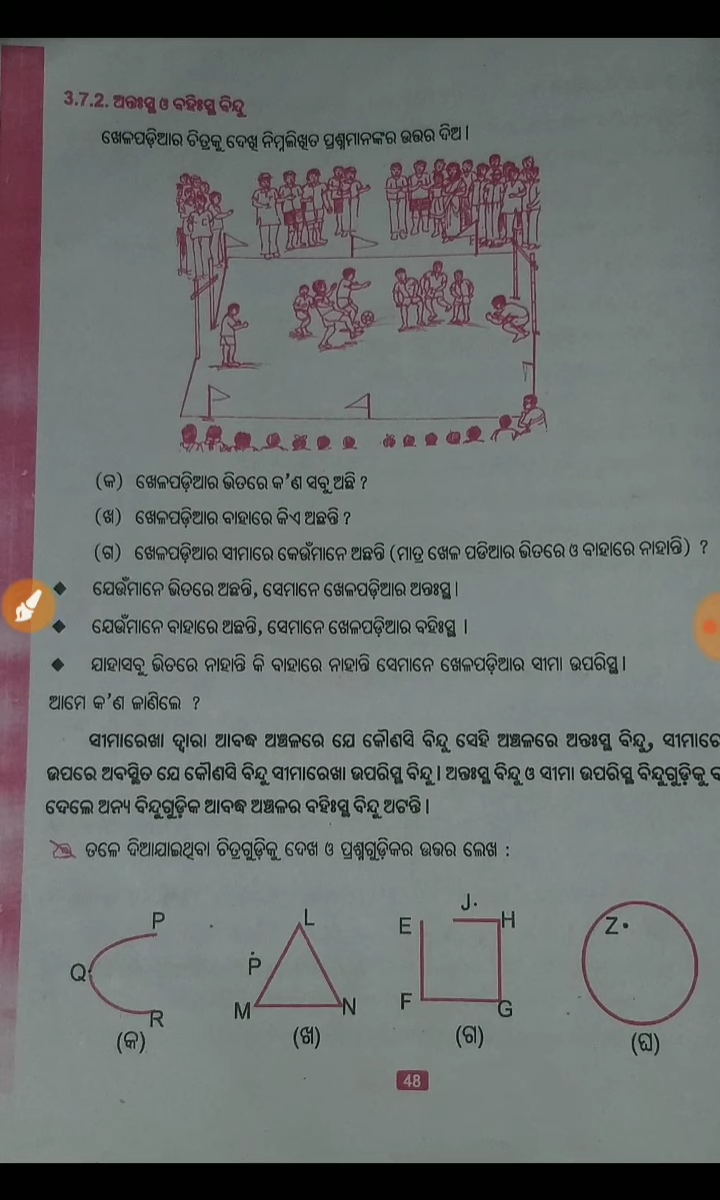 3.7.2. ଅନ୍ତଃସ୍ଥ ଓ ବହିଃସ୍ଥ ବିନ୍ଦୁ
ଖେଳପଡ଼ିଆର ଚିତ୍ରକୁ ଦେଖି ନିମ୍ନଲିଖିତ ପ୍ରଶ୍ନମାନଙ୍କର ଉତ୍ତର ଦିଅ।
(କ) ଖେଳପଡ଼ିଆର ଭିତରେ କ'ଣ ସବୁ ଅଛି ?
(ଖ) ଖେଳପଡ଼ିଆର ବାହାରେ କିଏ ଅଛନ୍ତି ?
(ଗ) ଖେଳପଡ଼ିଆର ସୀମାରେ କେଉଁମାନେ ଅଛନ୍ତି (ମାତ୍ର ଖେଳ ପଡିଆର ଭିତରେ ଓ ବାହାରେ ନାହାନ୍ତି) ?
◆ ଯେଉଁମାନେ ଭିତରେ ଅଛନ୍ତି, ସେମାନେ ଖେଳପଡ଼ିଆର ଅନ୍ତଃସ୍ଥ।
◆ ଯେଉଁମାନେ ବାହାରେ ଅଛନ୍ତି, ସେମାନେ ଖେଳପଡ଼ିଆର ବହିଃସ୍ଥ ।
◆ ଯାହାସବୁ ଭିତରେ ନାହାନ୍ତି କି ବାହାରେ ନାହାନ୍ତି ସେମାନେ ଖେଳପଡ଼ିଆର ସୀମା ଉପରିସ୍ଥ।
ଆମେ କ'ଣ ଜାଣିଲେ ?
ସୀମାରେଖା ଦ୍ୱାରା ଆବଦ୍ଧ ଅଞ୍ଚଳରେ ଯେ କୌଣସି ବିନ୍ଦୁ ସେହି ଅଞ୍ଚଳରେ ଅନ୍ତଃସ୍ଥ ବିନ୍ଦୁ,
ଉପରେ ଅବସ୍ଥିତ ଯେ କୌଣସି ବିନ୍ଦୁ ସୀମାରେଖା ଉପରିସ୍ଥ ବିନ୍ଦୁ। ଅନ୍ତଃସ୍ଥ ବିନ୍ଦୁ ଓ ସୀମା ଉପରିସ୍ଥ ବିନ୍ଦୁଗୁଡ଼ିକୁ
ଦେଲେ ଅନ୍ୟ ବିନ୍ଦୁଗୁଡ଼ିକ ଆବଦ୍ଧ ଅଞ୍ଚଳର ବହିଃସ୍ଥ ବିନ୍ଦୁ ଅଟନ୍ତି।
ତଳେ ଦିଆଯାଇଥିବା ଚିତ୍ରଗୁଡ଼ିକୁ ଦେଖ ଓ ପ୍ରଶ୍ନଗୁଡ଼ିକର ଉତ୍ତର ଲେଖ :
P Q R
(କ)
L P M N
(ଖ)
E J H F G
(ଗ)
Z
(ଘ)
48